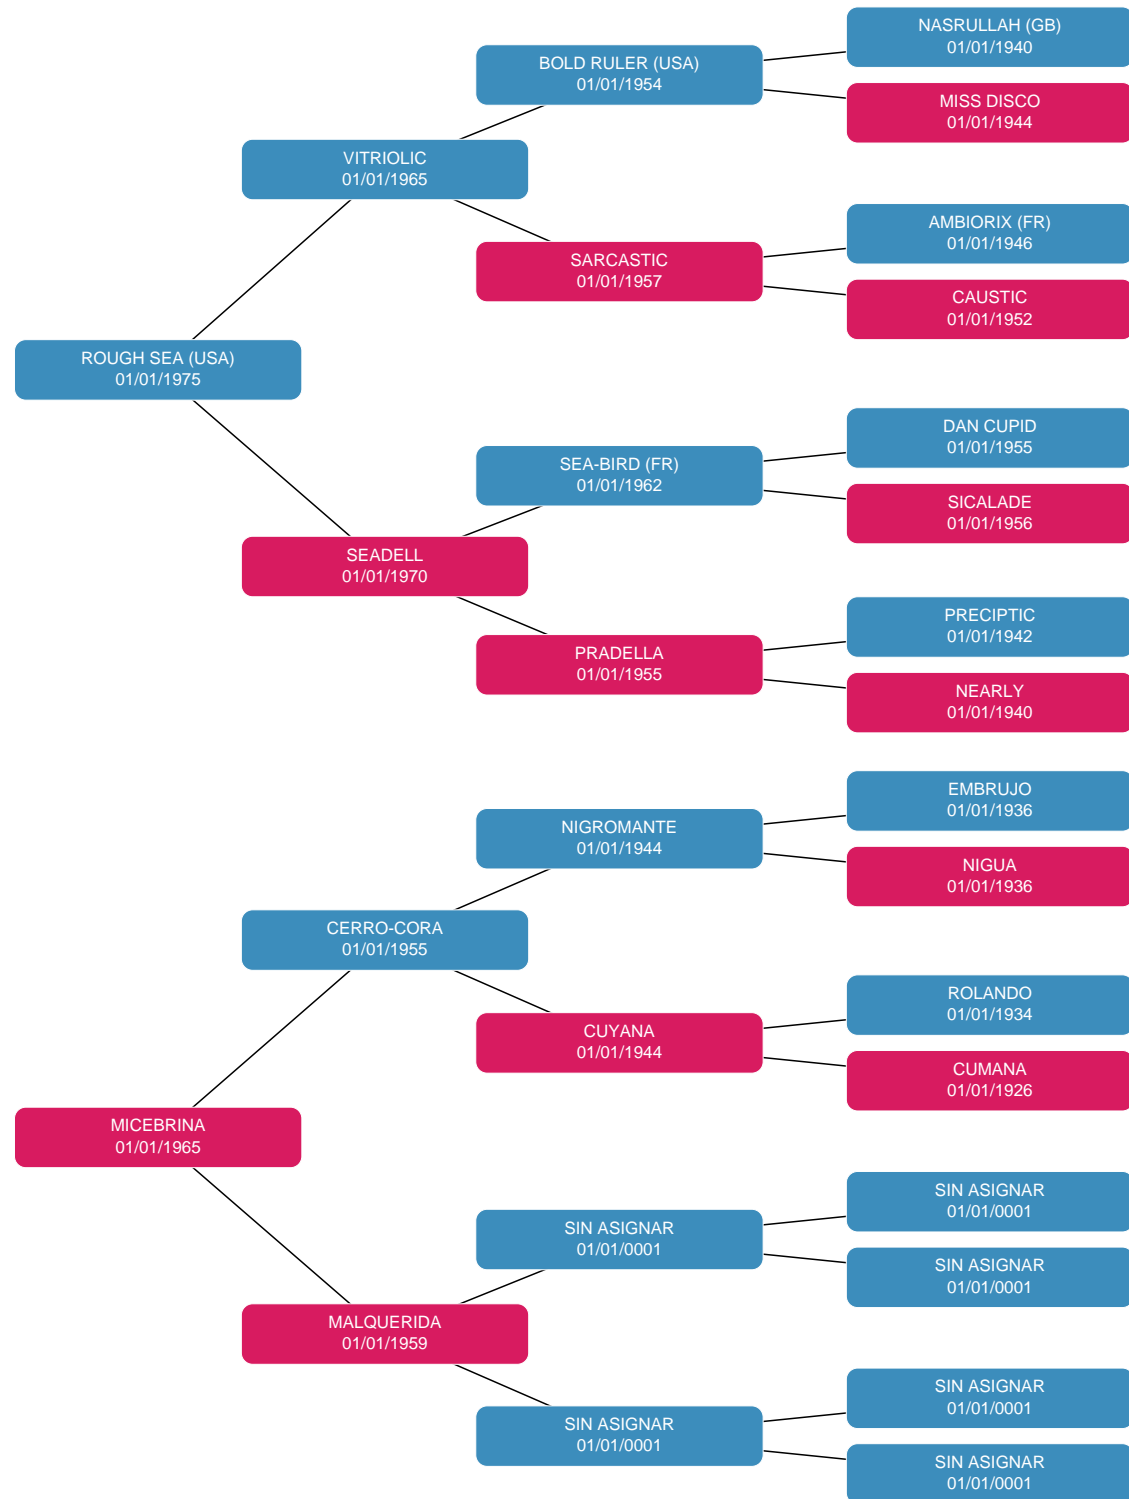 NASRULLAH (GB)
01/01/1940
BOLD RULER (USA)
01/01/1954
MISS DISCO
01/01/1944
VITRIOLIC
01/01/1965
AMBIORIX (FR)
01/01/1946
SARCASTIC
01/01/1957
CAUSTIC
01/01/1952
ROUGH SEA (USA)
01/01/1975
DAN CUPID
01/01/1955
SEA-BIRD (FR)
01/01/1962
SICALADE
01/01/1956
SEADELL
01/01/1970
PRECIPTIC
01/01/1942
PRADELLA
01/01/1955
NEARLY
01/01/1940
EMBRUJO
01/01/1936
NIGROMANTE
01/01/1944
NIGUA
01/01/1936
CERRO-CORA
01/01/1955
ROLANDO
01/01/1934
CUYANA
01/01/1944
CUMANA
01/01/1926
MICEBRINA
01/01/1965
SIN ASIGNAR
01/01/0001
SIN ASIGNAR
01/01/0001
SIN ASIGNAR
01/01/0001
MALQUERIDA
01/01/1959
SIN ASIGNAR
01/01/0001
SIN ASIGNAR
01/01/0001
SIN ASIGNAR
01/01/0001